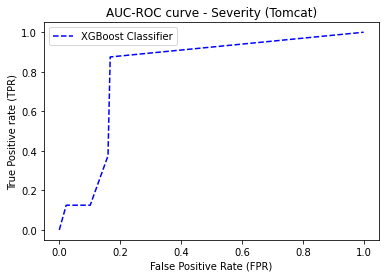 AUC-ROC curve - Severity (Tomcat)
XGBoost Classifier
True Positive rate (TPR)
1.0
0.8
0.6
0.4
0.2
0.0
0.0 0.2 0.4 0.6 0.8 1.0
False Positive Rate (FPR)